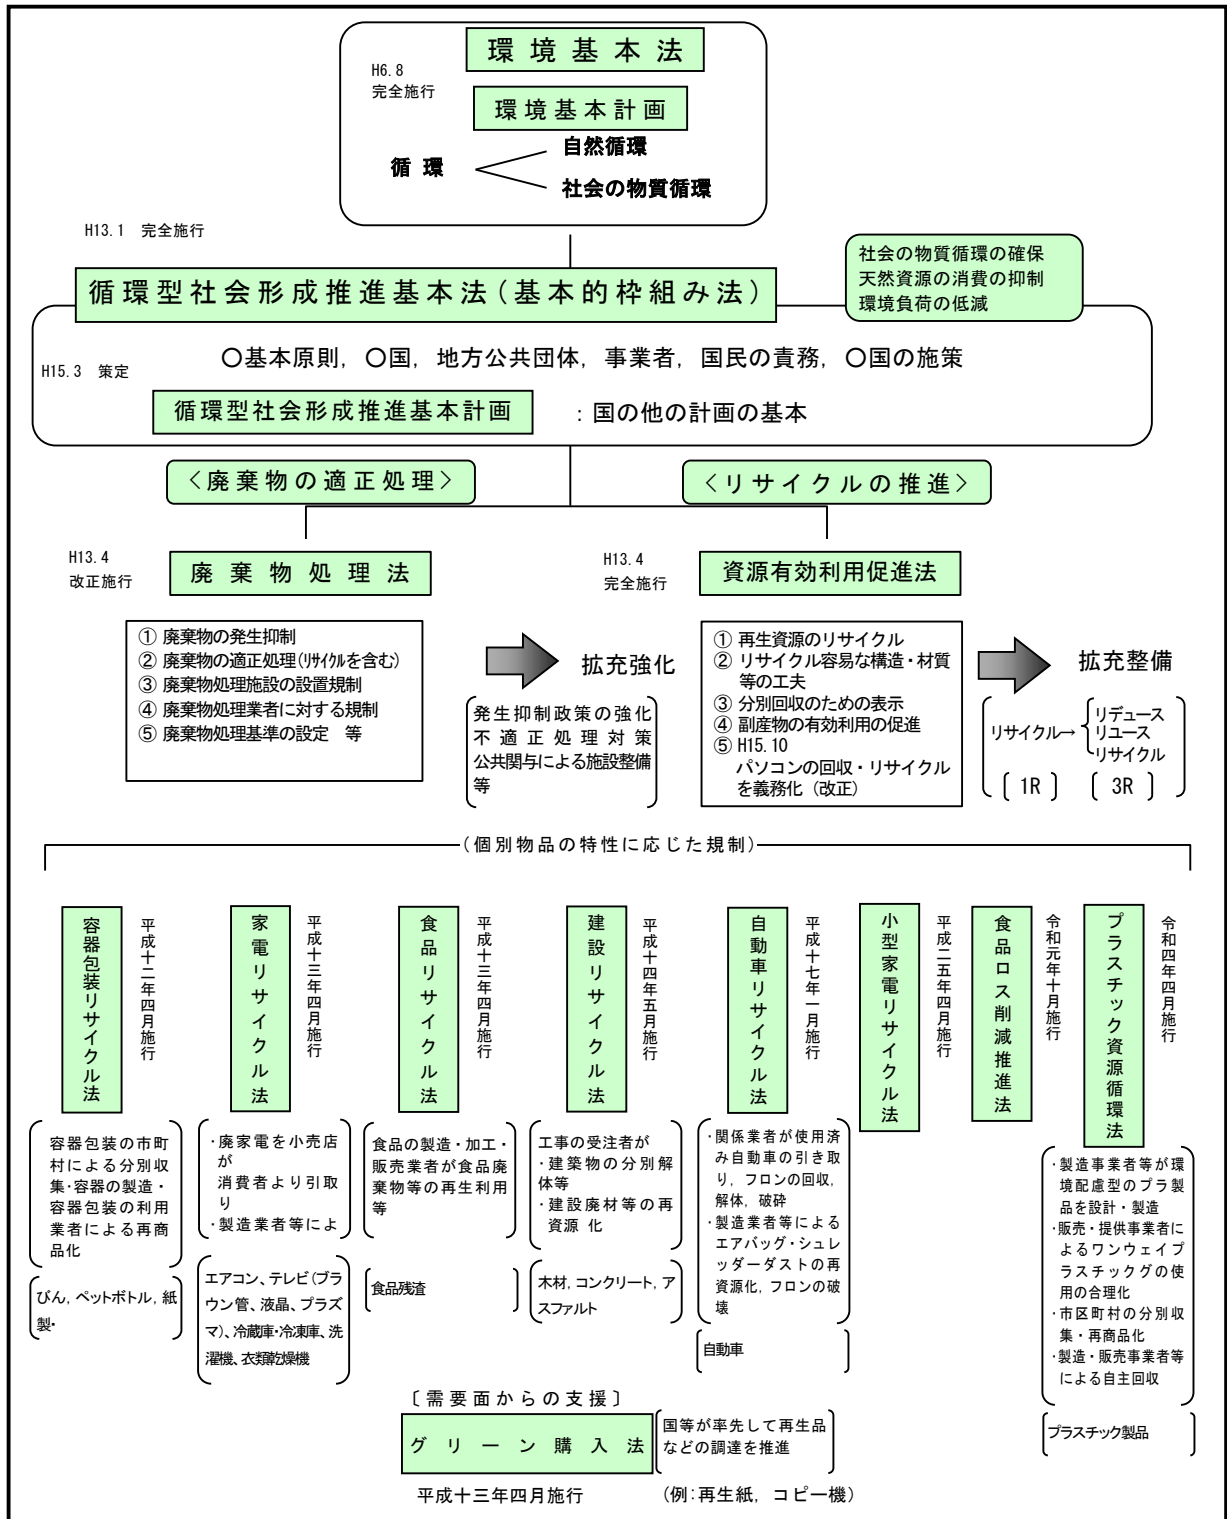 環境基本法
H6.8
完全施行
環境基本計画
循環
自然循環
社会の物質循環
H13.1 完全施行
循環型社会形成推進基本法(基本的枠組み法)
社会の物質循環の確保
天然資源の消費の抑制
環境負荷の低減
〇基本原則,〇国,地方公共団体,事業者,国民の責務,〇国の施策
H15.3 策定
循環型社会形成推進基本計画
:国の他の計画の基本
<廃棄物の適正処理>
<リサイクルの推進>
H13.4
改正施行
廃棄物処理法
H13.4
完全施行
資源有効利用促進法
① 廃棄物の発生抑制
② 廃棄物の適正処理(リサイクルを含む)
③ 廃棄物処理施設の設置規制
④ 廃棄物処理業者に対する規制
⑤ 廃棄物処理基準の設定 等
拡充強化
発生抑制政策の強化
不適正処理対策
公共関与による施設整備
等
① 再生資源のリサイクル
② リサイクル容易な構造・材質
等の工夫
③ 分別回収のための表示
④ 副産物の有効利用の促進
⑤ H15.10
パソコンの回収・リサイクル
を義務化(改正)
拡充整備
リサイクル→
リデュース
リユース
リサイクル
[1R]
[3R]
(個別物品の特性に応じた規制)
容器包装リサイクル法
平成十二年四月施行
家電リサイクル法
平成十三年四月施行
食品リサイクル法
平成十三年四月施行
建設リサイクル法
平成十四年五月施行
自動車リサイクル法
平成十七年一月施行
小型家電リサイクル法
平成二五年四月施行
食品ロス削減推進法
令和元年十月施行
プラスチック資源循環法
令和四年四月施行
容器包装の市町
村による分別収
集・容器の製造・
容器包装の利用
業者による再商
品化
びん,ペットボトル,紙
製・
・廃家電を小売店
が
消費者より引取
り
・製造業者等によ
エアコン、テレビ(ブラ
ウン管、液晶、プラズ
マ)、冷蔵庫・冷凍庫、洗
濯機、衣類乾燥機
食品の製造・加工・
販売業者が食品廃
棄物等の再生利用
等
食品残渣
工事の受注者が
・建築物の分別解
体等
・建設廃材等の再
資源 化
木材,コンクリート,ア
スファルト
・関係業者が使用済
み自動車の引き取
り,フロンの回収,
解体,破砕
・製造業者等による
エアバッグ・シュレ
ッダーダストの再
資源化,フロンの破
壊
自動車
・製造事業者等が環
境配慮型のプラ製
品を設計・製造
・販売・提供事業者に
よるワンウェイプ
ラスチックグの使
用の合理化
・市区町村の分別収
集・再商品化
・製造・販売事業者等
による自主回収
プラスチック製品
〔需要面からの支援〕
グリーン購入法
国等が率先して再生品
などの調達を推進
平成十三年四月施行
(例:再生紙,コピー機)